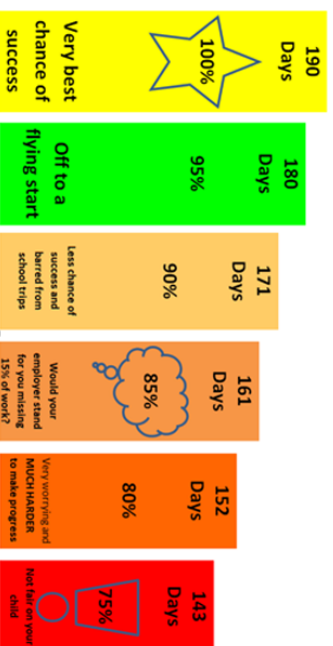 190
Days
100%
Very best
chance of
success
180
Days
95%
Off to a
flying start
171
Days
90%
Less chance of
success and
barred from
school trips
161
Days
85%
Would your
employer stand
for you missing
15% of work?
152
Days
80%
Very worrying and
MUCH HARDER
to make progress
143
Days
75%
Not fair on your
child